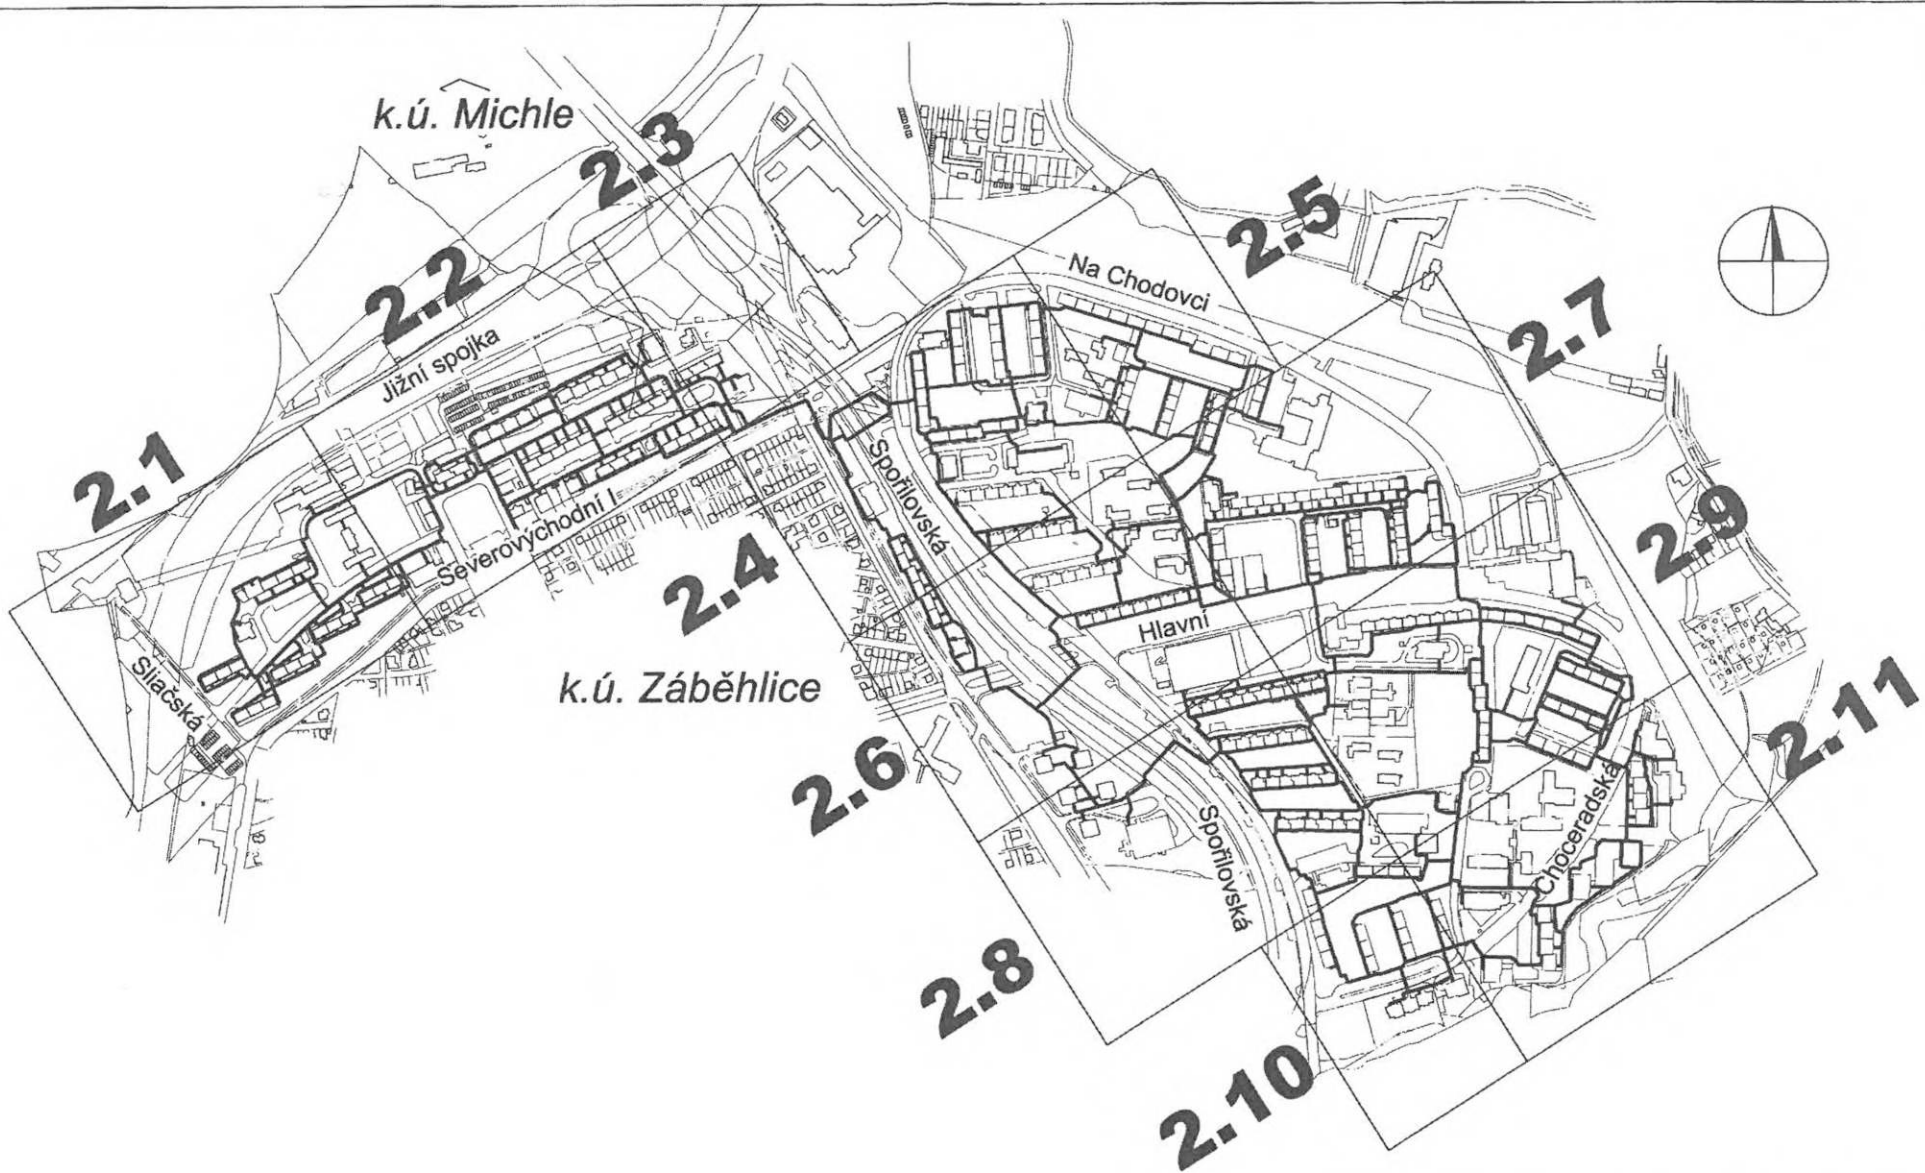 k.ú. Michle
2.3
2.2
2.5
Na Chodovci
2.7
Jižní spojka
2.1
Spořilovská
2.9
Severovýchodní I
2.4
Hlavní
Sliačská
k.ú. Záběhlice
2.11
2.6
Choceradská
Spořilovská
2.8
2.10